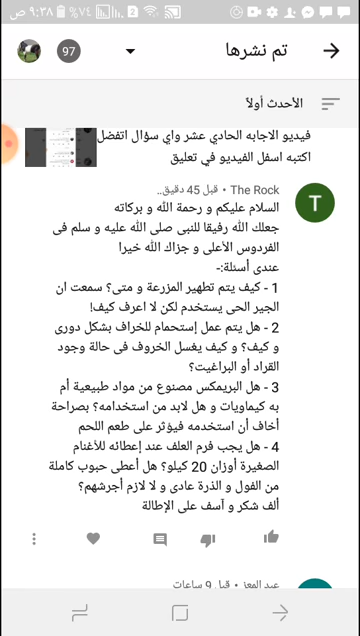 ٩:٣٨ ص
٧٤%
تم نشرها
97
الأحدث أولاً
فيديو الاجابه الحادي عشر واي سؤال اتفضل
اكتبه اسفل الفيديو في تعليق
The Rock • قبل 45 دقيق..
السلام عليكم و رحمة الله و بركاته
جعلك الله رفيقا للنبى صلى الله عليه و سلم فى
الفردوس الأعلى و جزاك الله خيرا
عندى أسئلة:-
1 - كيف يتم تطهير المزرعة و متى؟ سمعت ان
الجير الحى يستخدم لكن لا اعرف كيف!
2 - هل يتم عمل إستحمام للخراف بشكل دورى
و كيف؟ و كيف يغسل الخروف فى حالة وجود
القراد أو البراغيت؟
3 - هل البريمكس مصنوع من مواد طبيعية أم
به كيماويات و هل لابد من استخدامه؟ بصراحة
أخاف أن استخدمه فيؤثر على طعم اللحم
4 - هل يجب فرم العلف عند إعطائه للأغنام
الصغيرة أوزان 20 كيلو؟ هل أعطى حبوب كاملة
من الفول و الذرة عادى و لا لازم أجرشهم؟
ألف شكر و آسف على الإطالة
T
عبد المعز • قبل 9 ساعات